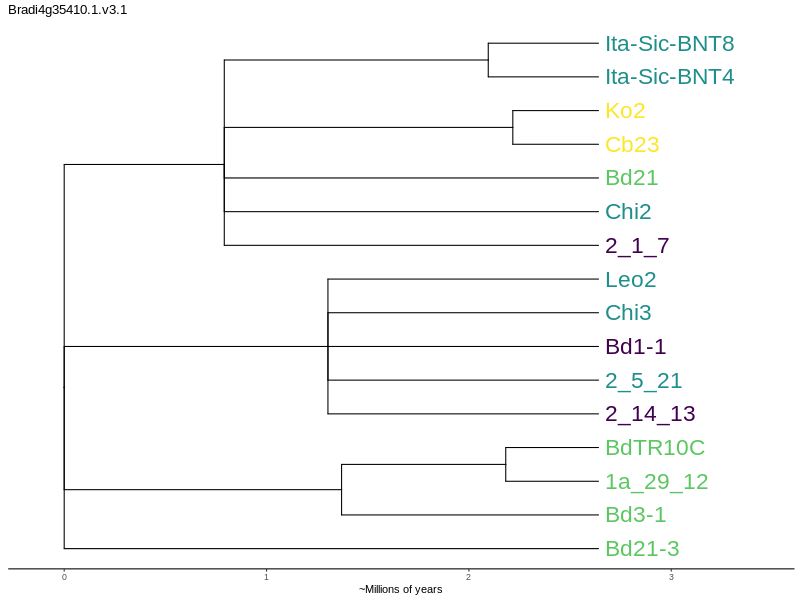 Bradi4g35410.1.v3.1
Ita-Sic-BNT8
Ita-Sic-BNT4
Ko2
Cb23
Bd21
Chi2
2_1_7
Leo2
Chi3
Bd1-1
2_5_21
2_14_13
BdTR10C
1a_29_12
Bd3-1
Bd21-3
0 1 2 3
~Millions of years